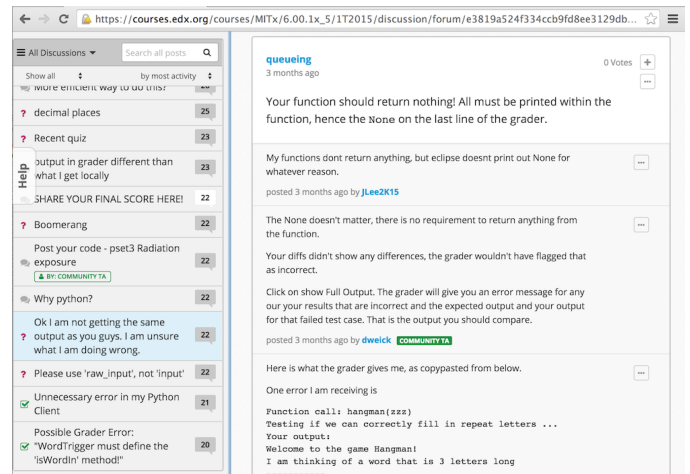 https://courses.edx.org/courses/MITx/6.00.1x_5/1T2015/discussion/forum/e3819a524f334ccb9fd8ee3129db...
All Discussions
Search all posts
Show all
by most activity
More efficient way to do this?
decimal places
25
Recent quiz
23
output in grader different than
what I get locally
23
Help
SHARE YOUR FINAL SCORE HERE!
22
Boomerang
22
Post your code - pset3 Radiation
exposure
22
BY: COMMUNITY TA
Why python?
22
Ok I am not getting the same
output as you guys. I am unsure
what I am doing wrong.
22
Please use 'raw_input', not 'input'
22
Unnecessary error in my Python
Client
21
Possible Grader Error:
"WordTrigger must define the
'isWordIn' method!"
20
queueing
3 months ago
0 Votes
Your function should return nothing! All must be printed within the
function, hence the None on the last line of the grader.
My functions dont return anything, but eclipse doesnt print out None for
whatever reason.
posted 3 months ago by JLee2K15
The None doesn't matter, there is no requirement to return anything from
the function.
Your diffs didn't show any differences, the grader wouldn't have flagged that
as incorrect.
Click on show Full Output. The grader will give you an error message for any
our your results that are incorrect and the expected output and your output
for that failed test case. That is the output you should compare.
posted 3 months ago by dweick COMMUNITY TA
Here is what the grader gives me, as copypasted from below.
One error I am receiving is
Function call: hangman(zzz)
Testing if we can correctly fill in repeat letters ...
Your output:
Welcome to the game Hangman!
I am thinking of a word that is 3 letters long